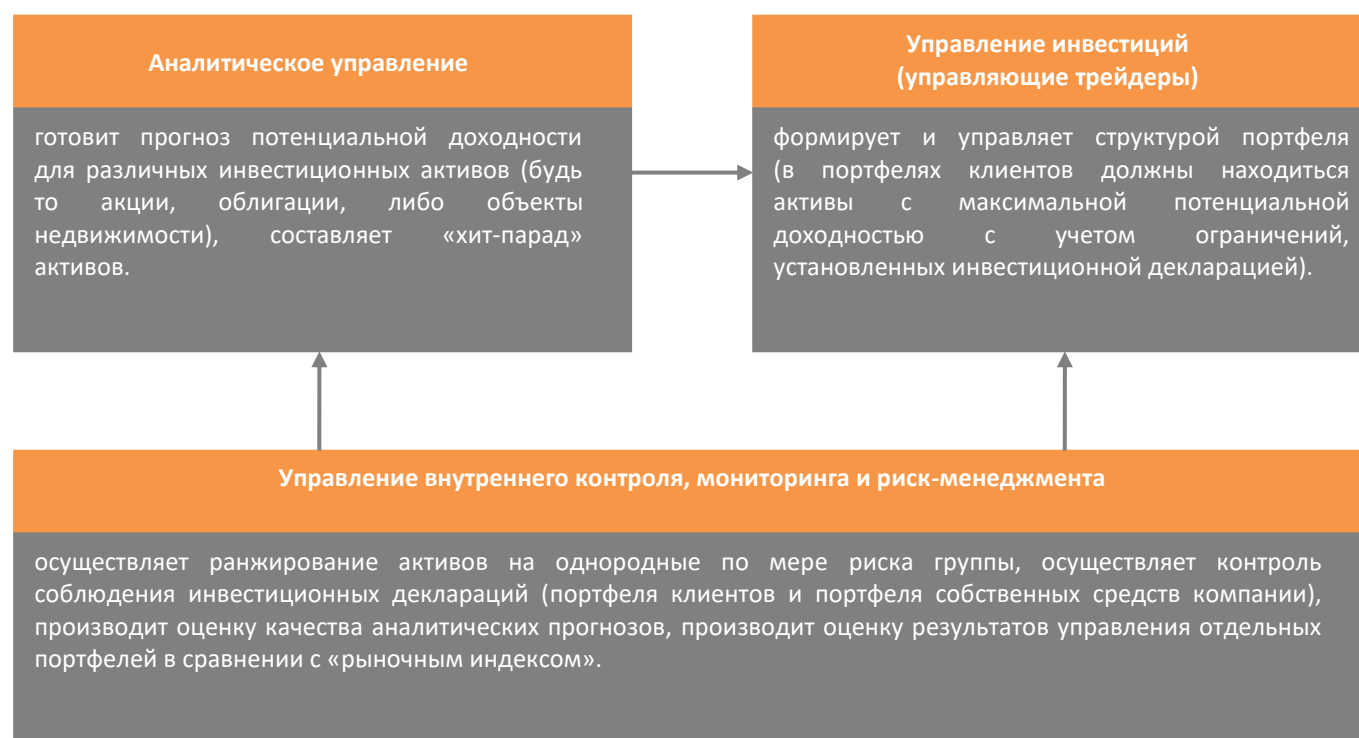 Аналитическое управление
готовит прогноз потенциальной доходности
для различных инвестиционных активов (будь
то акции, облигации, либо объекты
недвижимости), составляет «хит-парад»
активов.
Управление инвестиций
(управляющие трейдеры)
формирует и управляет структурой портфеля
(в портфелях клиентов должны находиться
активы с максимальной потенциальной
доходностью с учетом ограничений,
установленных инвестиционной декларацией).
Управление внутреннего контроля, мониторинга и риск-менеджмента
осуществляет ранжирование активов на однородные по мере риска группы, осуществляет контроль
соблюдения инвестиционных деклараций (портфеля клиентов и портфеля собственных средств компании),
производит оценку качества аналитических прогнозов, производит оценку результатов управления отдельных
портфелей в сравнении с «рыночным индексом».